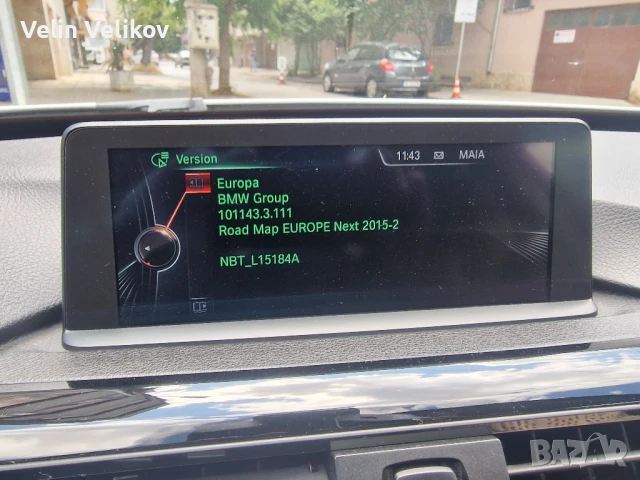 Velin Velikov
Version
11:43
MAIA
Europa
BMW Group
101143.3.111
Road Map EUROPE Next 2015-2
NBT_L15184A
BAZAR